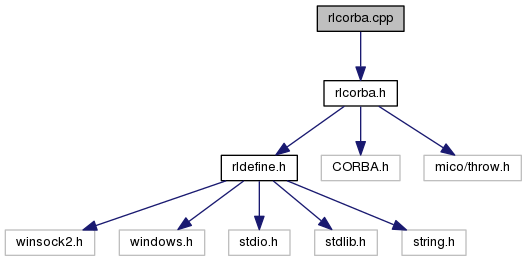 rlcorba.cpp
rlcorba.h
rldefine.h
CORBA.h
mico/throw.h
winsock2.h
windows.h
stdio.h
stdlib.h
string.h